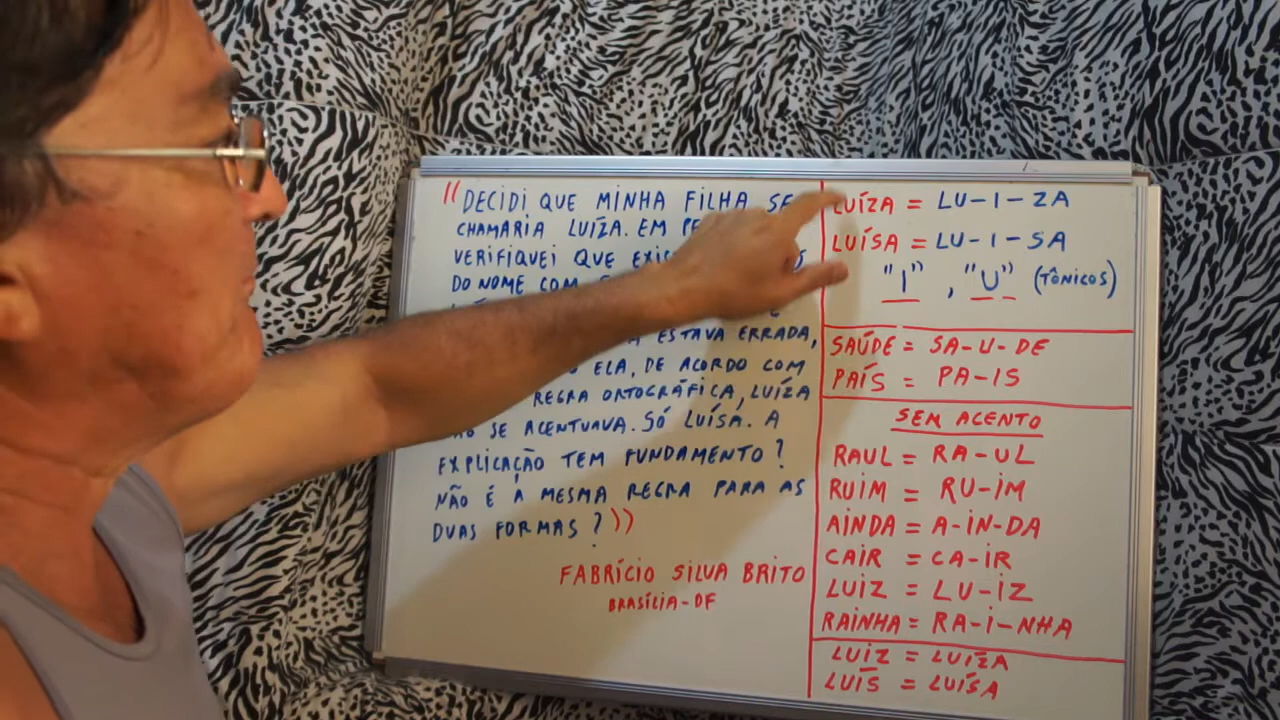 "DECIDI QUE MINHA FILHA SE
CHAMARIA LUÍZA. EM
VERIFIQUEI QUE
DO NOME COM
ESTAVA ERRADA,
ELA, DE ACORDO COM
REGRA ORTOGRÁFICA, LUÍZA
SE ACENTUAVA. SÓ LUÍSA. A
EXPLICAÇÃO TEM FUNDAMENTO?
NÃO É A MESMA REGRA PARA AS
DUAS FORMAS?"
FABRÍCIO SILVA BRITO
BRASÍLIA-DF
LUÍZA = LU-I-ZA
LUÍSA = LU-I-SA
"I", "U" (TÔNICOS)
SAÚDE = SA-U-DE
PAÍS = PA-IS
SEM ACENTO
RAUL = RA-UL
RUIM = RU-IM
AINDA = A-IN-DA
CAIR = CA-IR
LUIZ = LU-IZ
RAINHA = RA-I-NHA
LUIZ = LUÍZA
LUÍS = LUÍSA